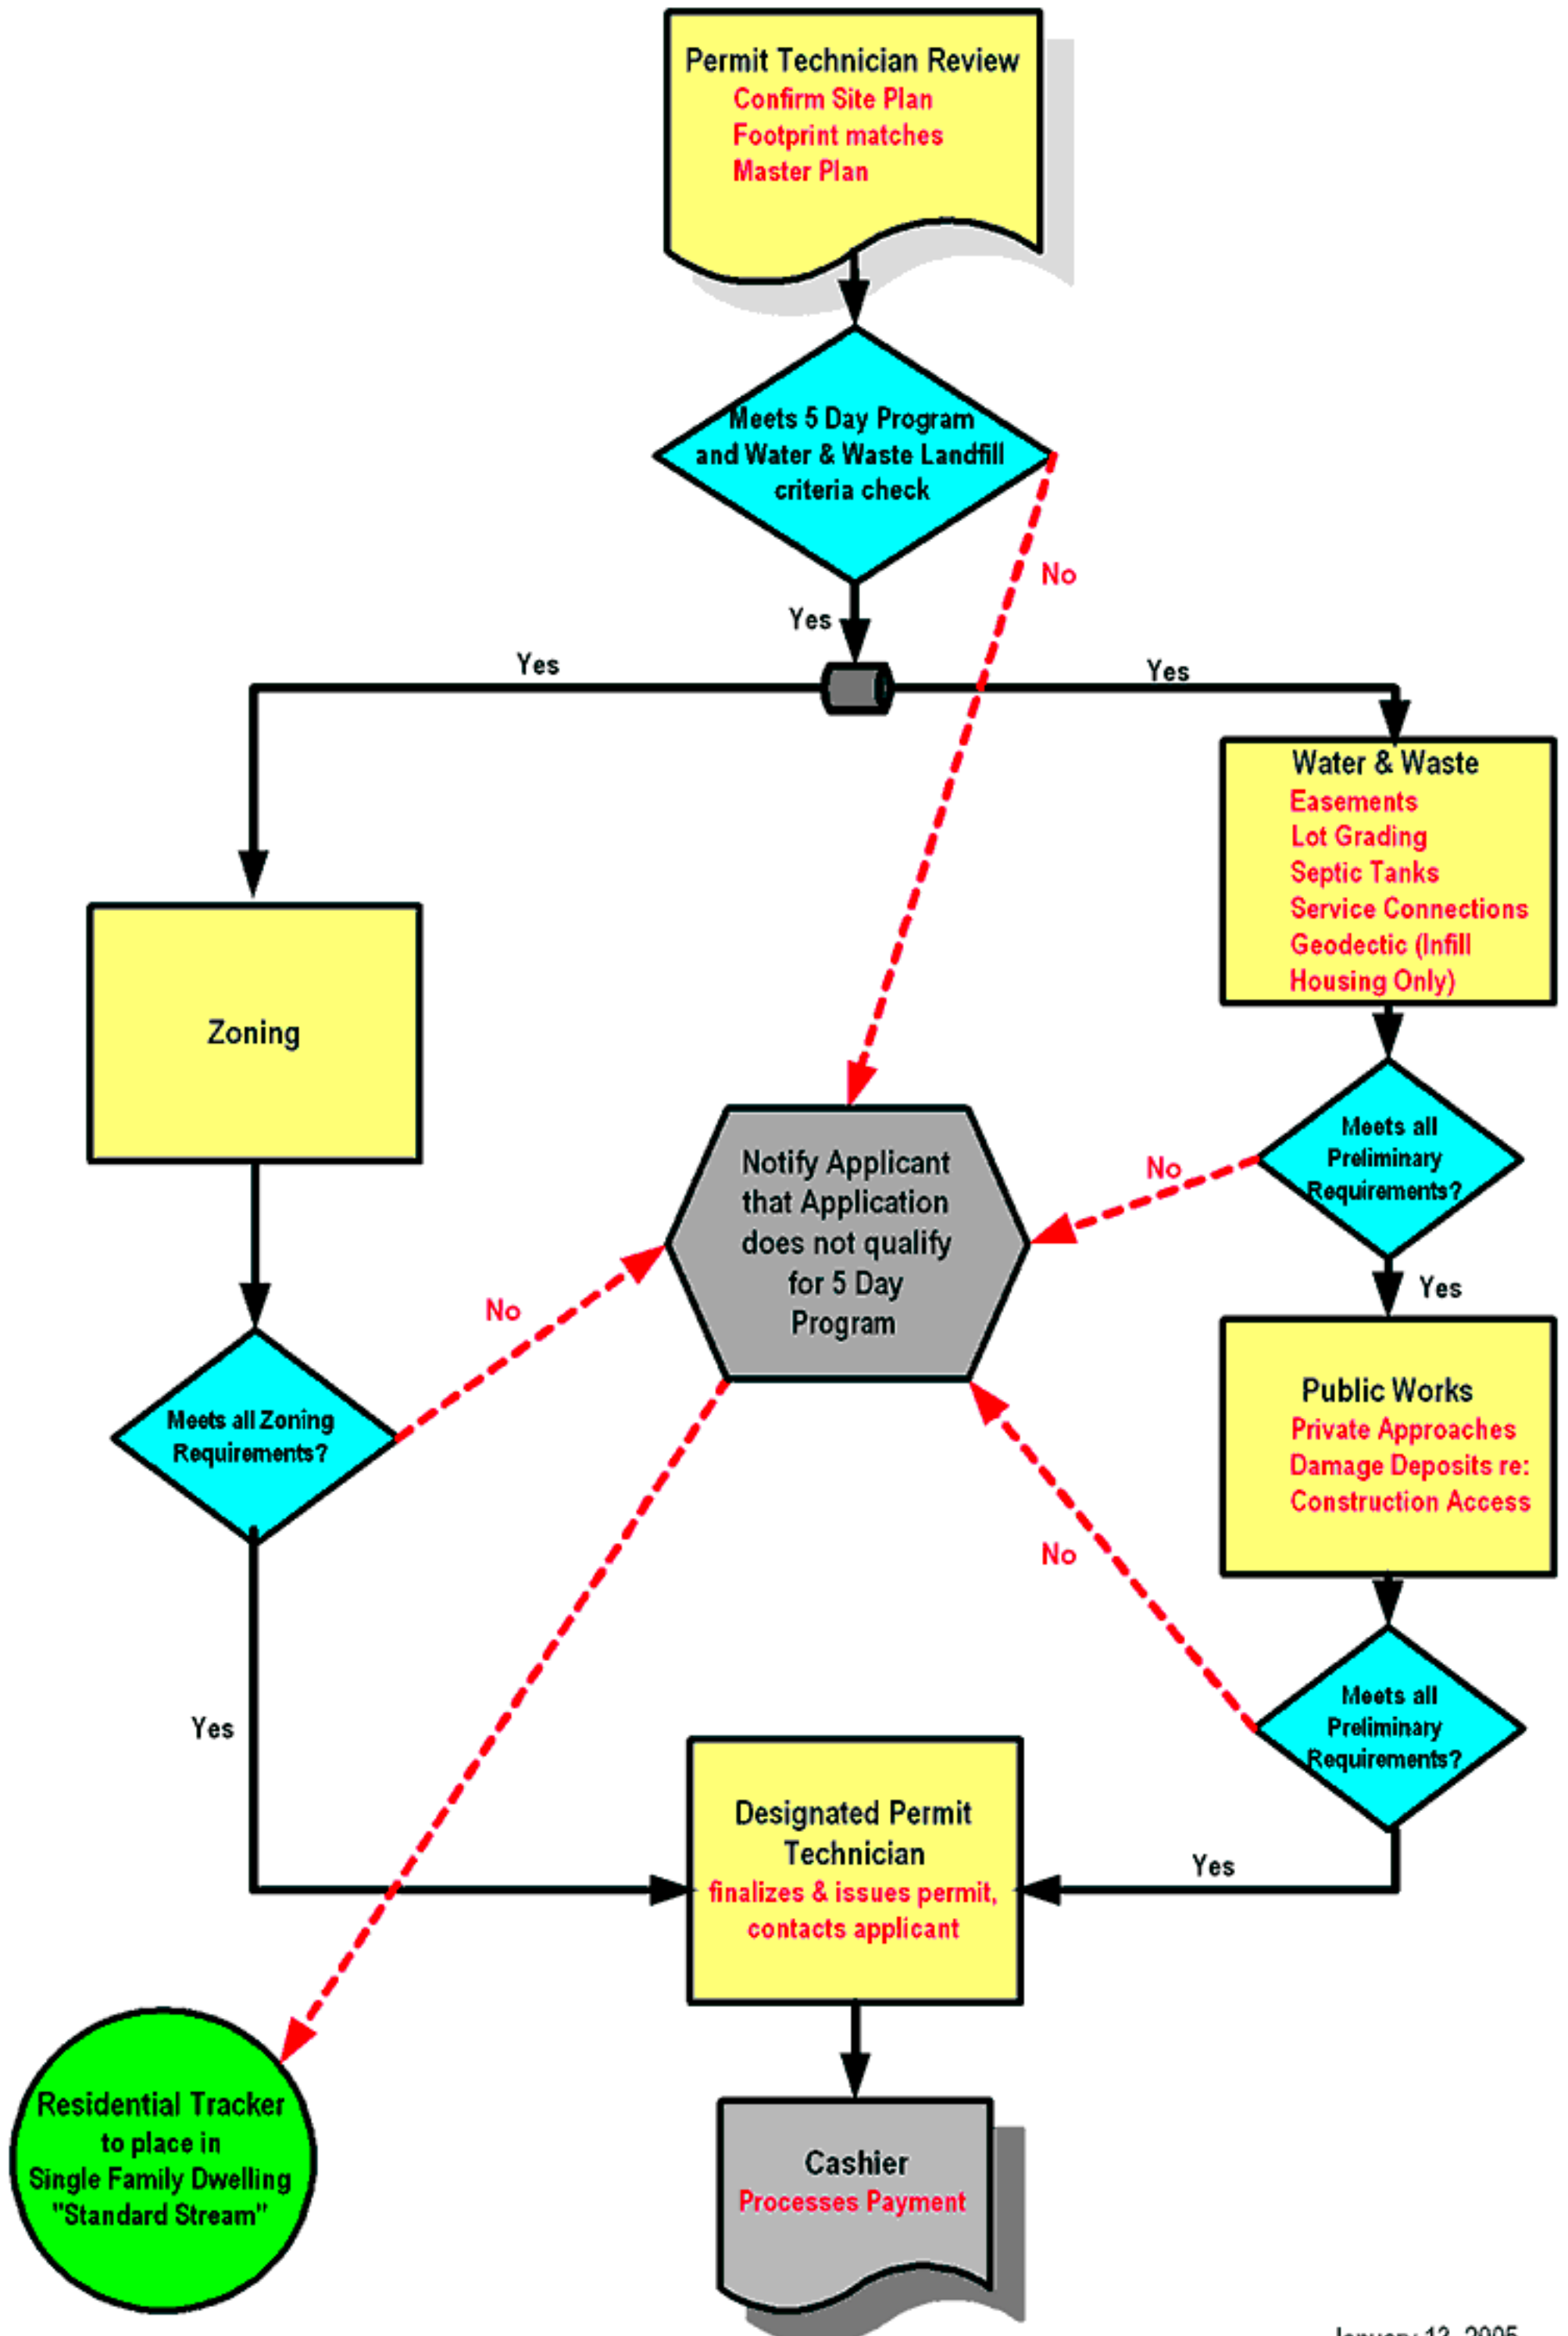 Permit Technician Review
Confirm Site Plan
Footprint matches
Master Plan
Meets 5 Day Program
and Water & Waste Landfill
criteria check
No
Yes
Yes
Yes
Water & Waste
Easements
Lot Grading
Septic Tanks
Service Connections
Geodectic (Infill
Housing Only)
Zoning
Meets all
Preliminary
Requirements?
No
Notify Applicant
that Application
does not qualify
for 5 Day
Program
Yes
No
Public Works
Private Approaches
Damage Deposits re:
Construction Access
Meets all Zoning
Requirements?
No
Meets all
Preliminary
Requirements?
Yes
Designated Permit
Technician
finalizes & issues permit,
contacts applicant
Yes
Residential Tracker
to place in
Single Family Dwelling
"Standard Stream"
Cashier
Processes Payment
January 13, 2005